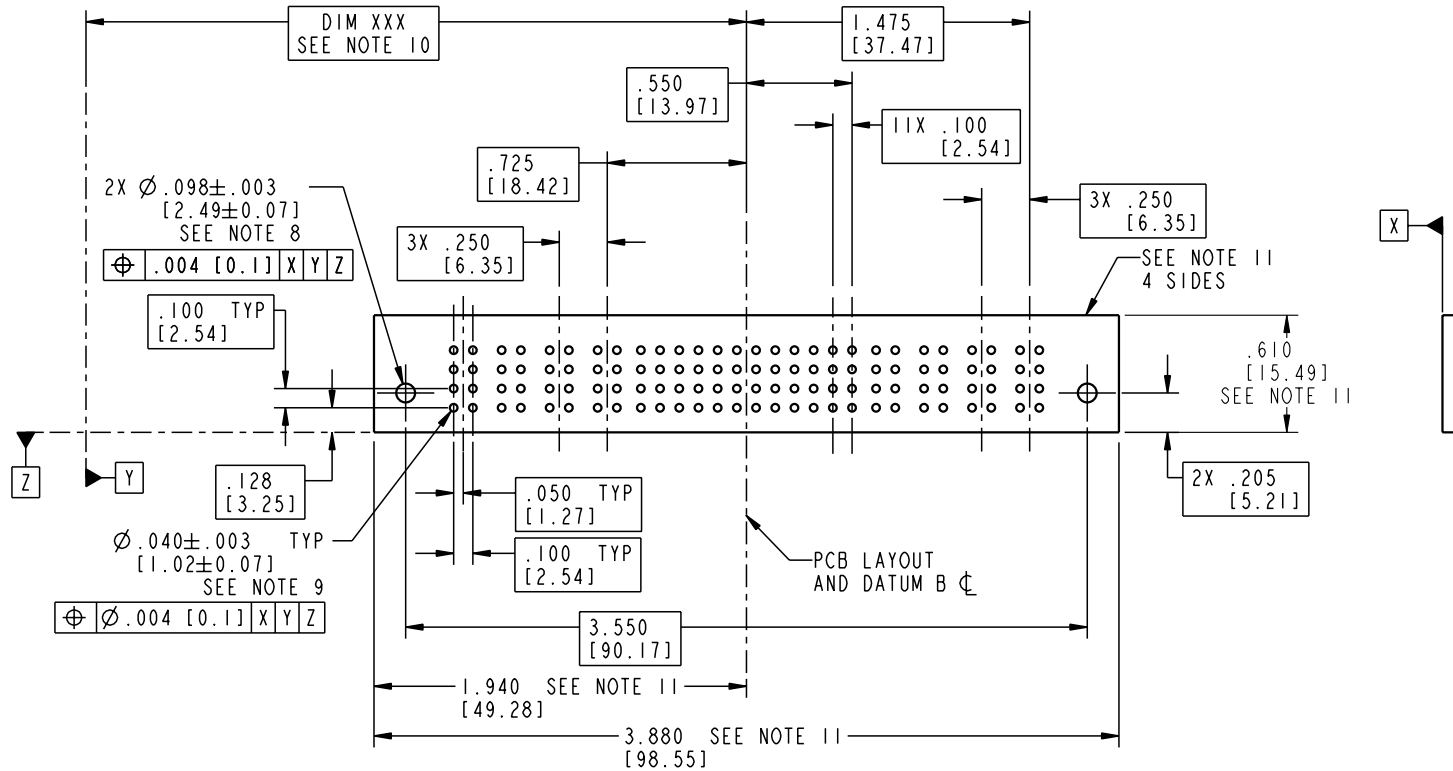 DIM XXX
SEE NOTE 10
1.475
[37.47]
.550
[13.97]
11X .100
[2.54]
.725
[18.42]
2X Ø .098±.003
[2.49±0.07]
SEE NOTE 8
⌖ .004 [0.1] X Y Z
3X .250
[6.35]
3X .250
[6.35]
X
SEE NOTE 11
4 SIDES
.100 TYP
[2.54]
.610
[15.49]
SEE NOTE 11
Z
Y
.128
[3.25]
.050 TYP
[1.27]
2X .205
[5.21]
Ø .040±.003 TYP
[1.02±0.07]
SEE NOTE 9
⌖ Ø .004 [0.1] X Y Z
.100 TYP
[2.54]
PCB LAYOUT
AND DATUM B ℄
3.550
[90.17]
1.940 SEE NOTE 11
[49.28]
3.880 SEE NOTE 11
[98.55]